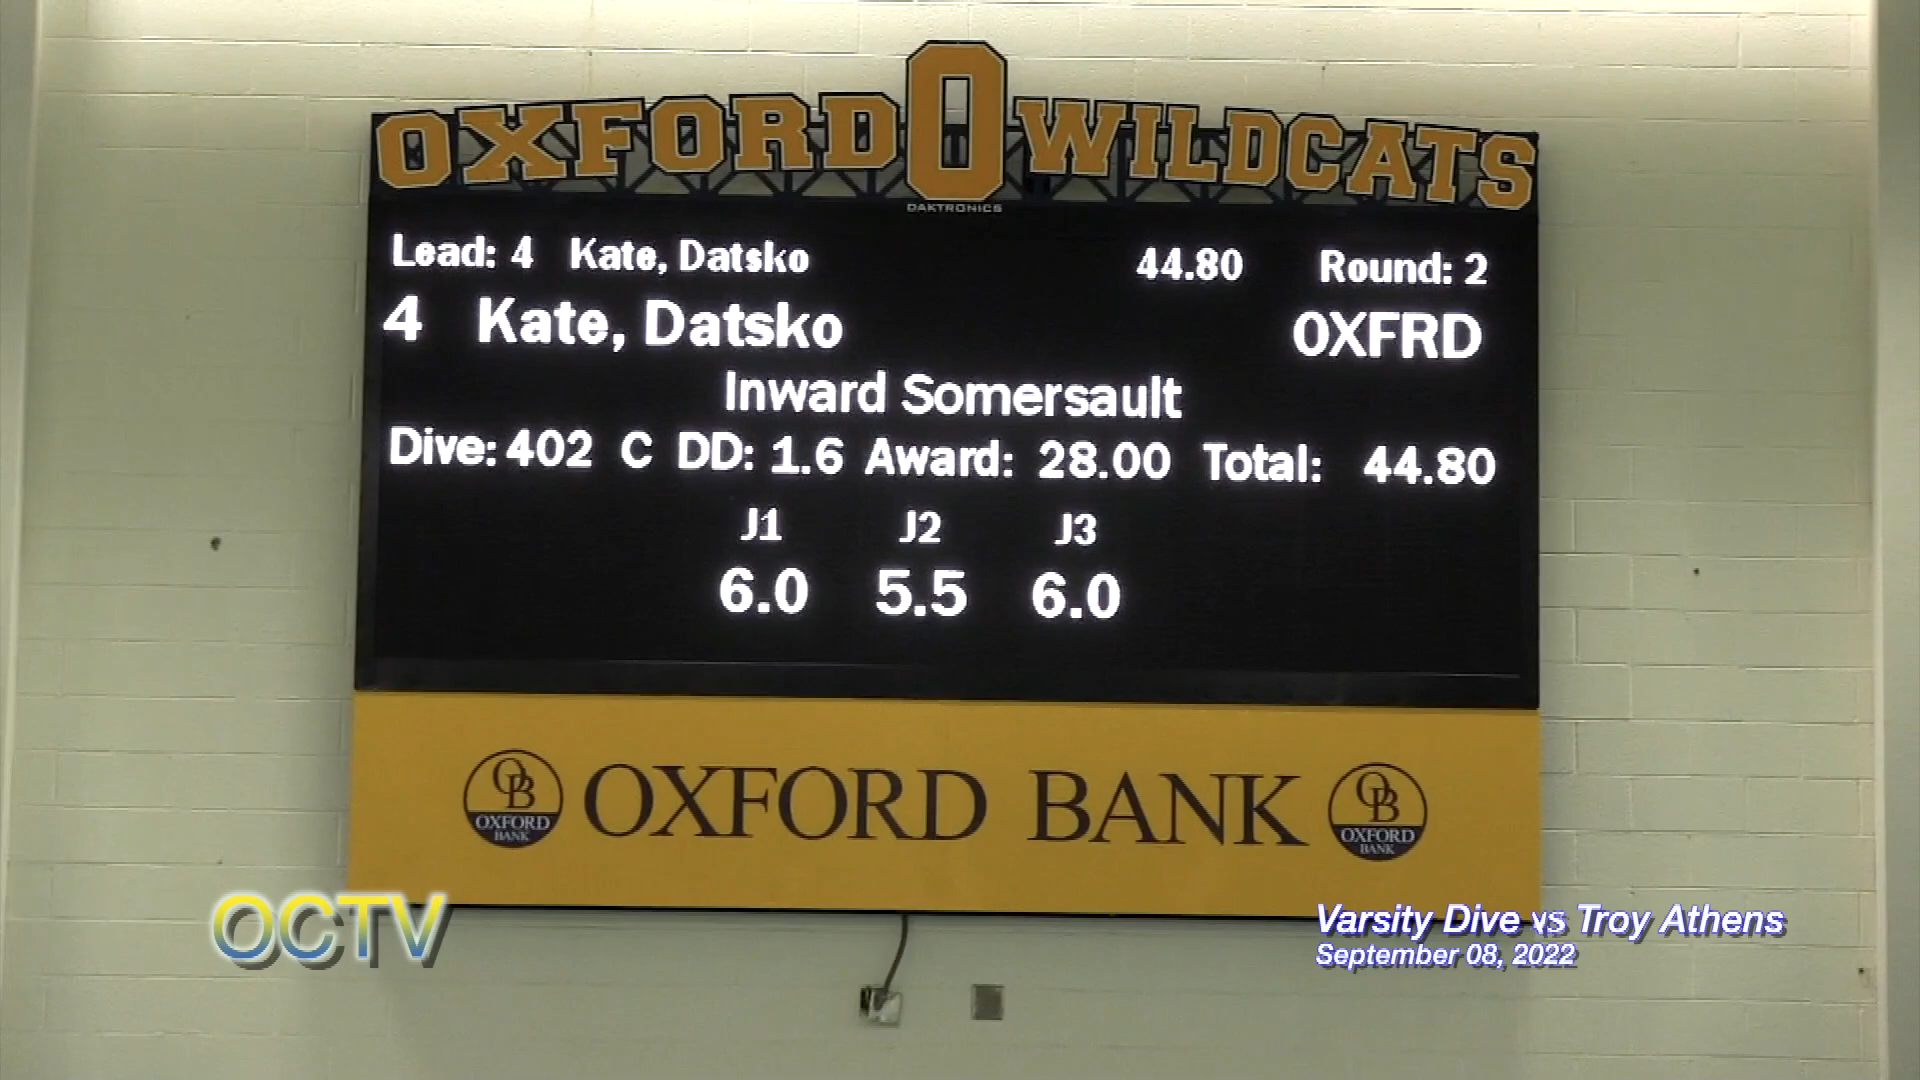 OXFORD O WILDCATS
DAKTRONICS
Lead: 4 Kate, Datsko 44.80 Round: 2
4 Kate, Datsko OXFRD
Inward Somersault
Dive: 402 C DD: 1.6 Award: 28.00 Total: 44.80
J1 J2 J3
6.0 5.5 6.0
OB OXFORD BANK OXFORD BANK OB OXFORD BANK
OCTV
Varsity Dive vs Troy Athens
September 08, 2022